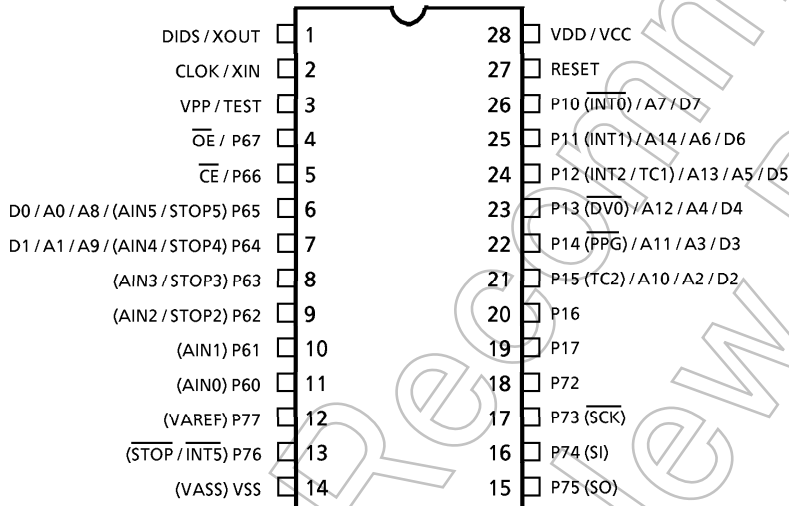 DIDS / XOUT 1 28 VDD / VCC
CLOK / XIN 2 27 RESET
VPP / TEST 3 26 P10 (INT0) / A7 / D7
OE / P67 4 25 P11 (INT1) / A14 / A6 / D6
CE / P66 5 24 P12 (INT2 / TC1) / A13 / A5 / D5
D0 / A0 / A8 / (AIN5 / STOP5) P65 6 23 P13 (DV0) / A12 / A4 / D4
D1 / A1 / A9 / (AIN4 / STOP4) P64 7 22 P14 (PPG) / A11 / A3 / D3
(AIN3 / STOP3) P63 8 21 P15 (TC2) / A10 / A2 / D2
(AIN2 / STOP2) P62 9 20 P16
(AIN1) P61 10 19 P17
(AIN0) P60 11 18 P72
(VAREF) P77 12 17 P73 (SCK)
(STOP / INT5) P76 13 16 P74 (SI)
(VASS) VSS 14 15 P75 (SO)